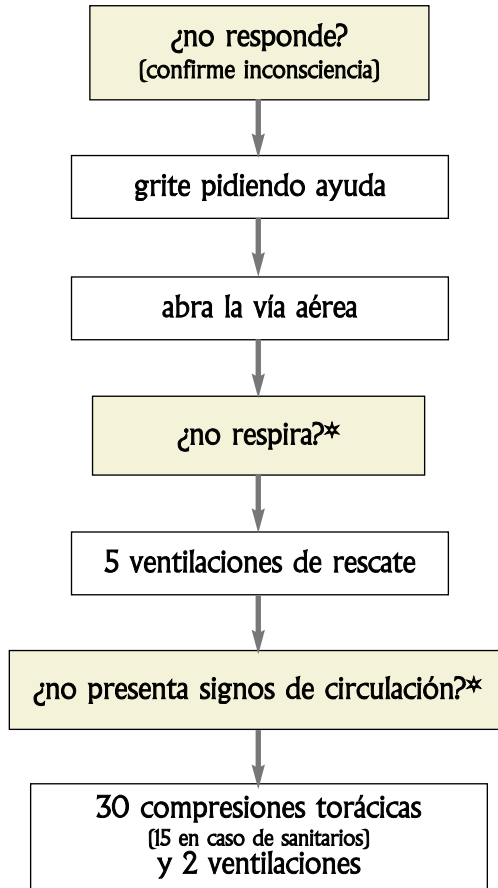 ¿no responde?
(confirme inconsciencia)
grite pidiendo ayuda
abra la vía aérea
¿no respira?*
5 ventilaciones de rescate
¿no presenta signos de circulación?*
30 compresiones torácicas
(15 en caso de sanitarios)
y 2 ventilaciones